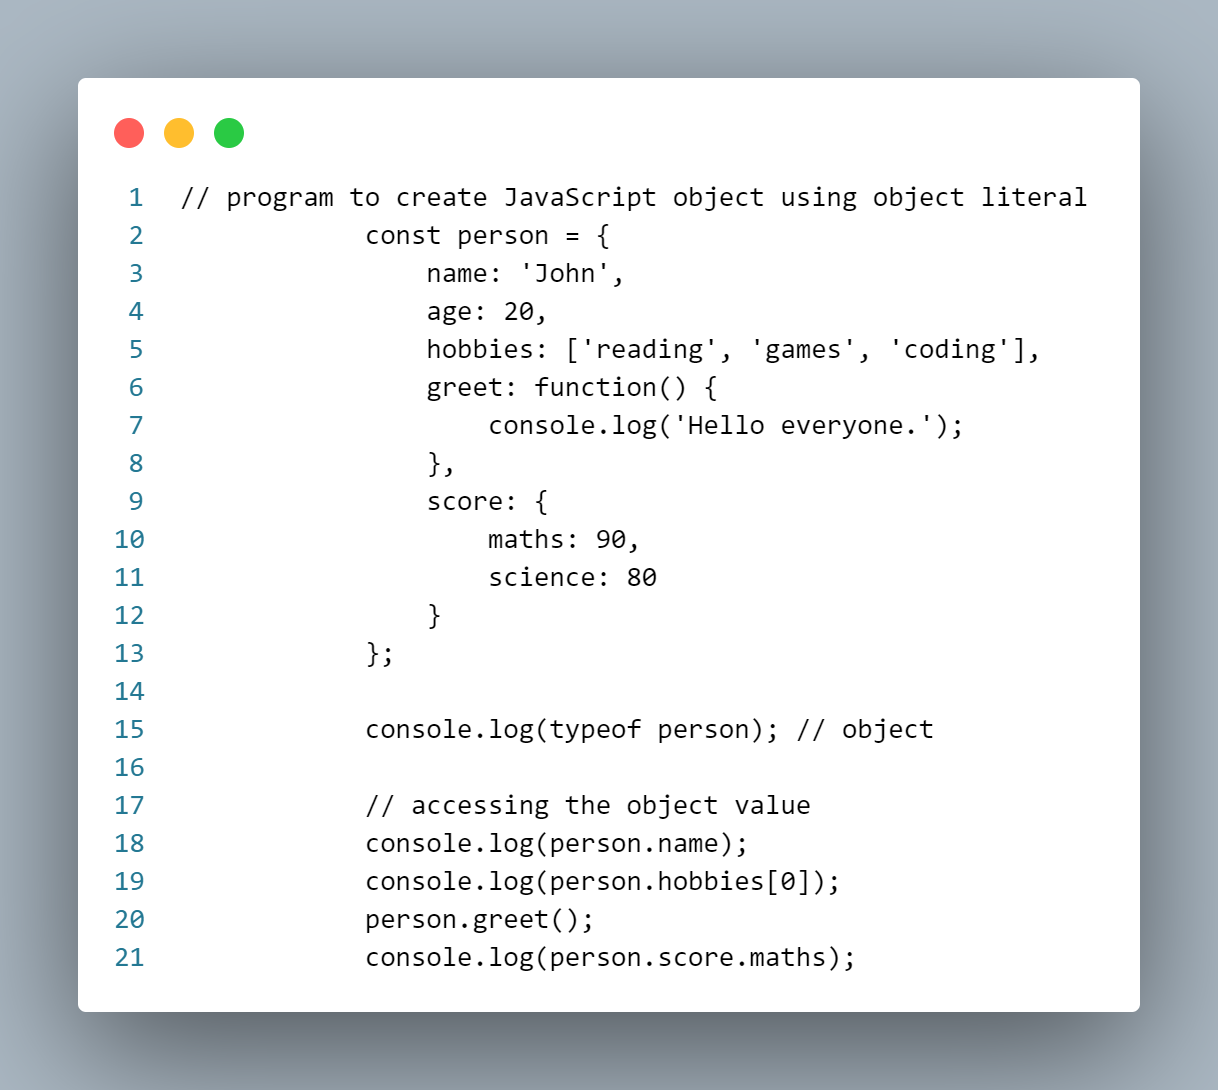 1 // program to create JavaScript object using object literal
2             const person = {
3                 name: 'John',
4                 age: 20,
5                 hobbies: ['reading', 'games', 'coding'],
6                 greet: function() {
7                     console.log('Hello everyone.');
8                 },
9                 score: {
10                     maths: 90,
11                     science: 80
12                 }
13             };
14
15             console.log(typeof person); // object
16
17             // accessing the object value
18             console.log(person.name);
19             console.log(person.hobbies[0]);
20             person.greet();
21             console.log(person.score.maths);